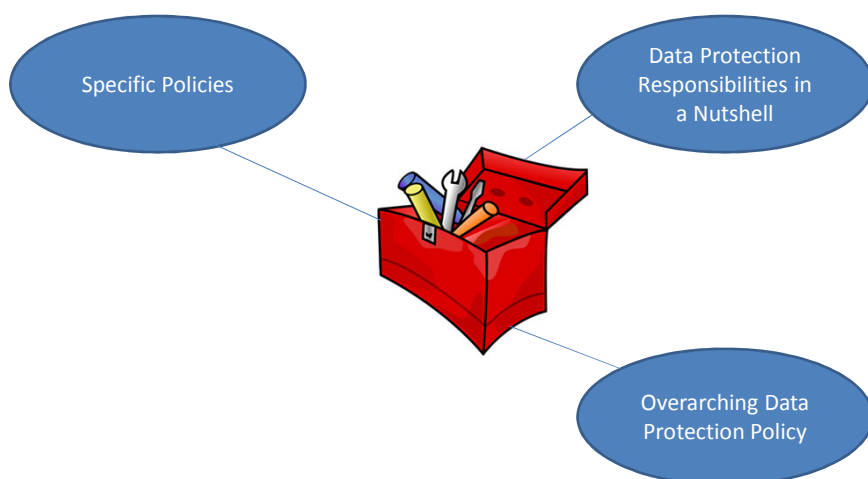 Specific Policies
Data Protection
Responsibilities in
a Nutshell
Overarching Data
Protection Policy